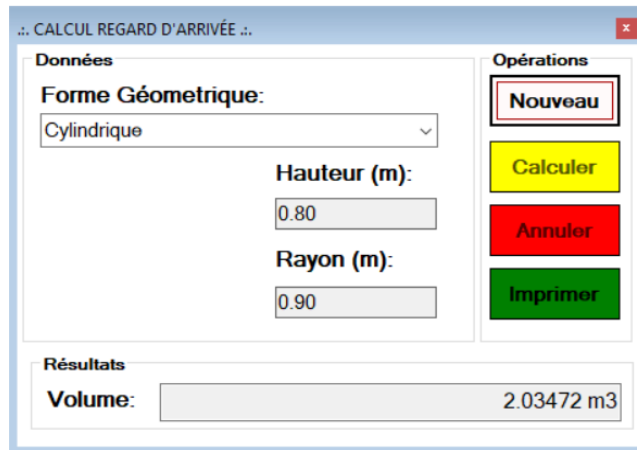 .:. CALCUL REGARD D'ARRIVÉE .:.
x
Données
Forme Géometrique:
Cylindrique
Hauteur (m):
0.80
Rayon (m):
0.90
Opérations
Nouveau
Calculer
Annuler
Imprimer
Résultats
Volume: 2.03472 m3